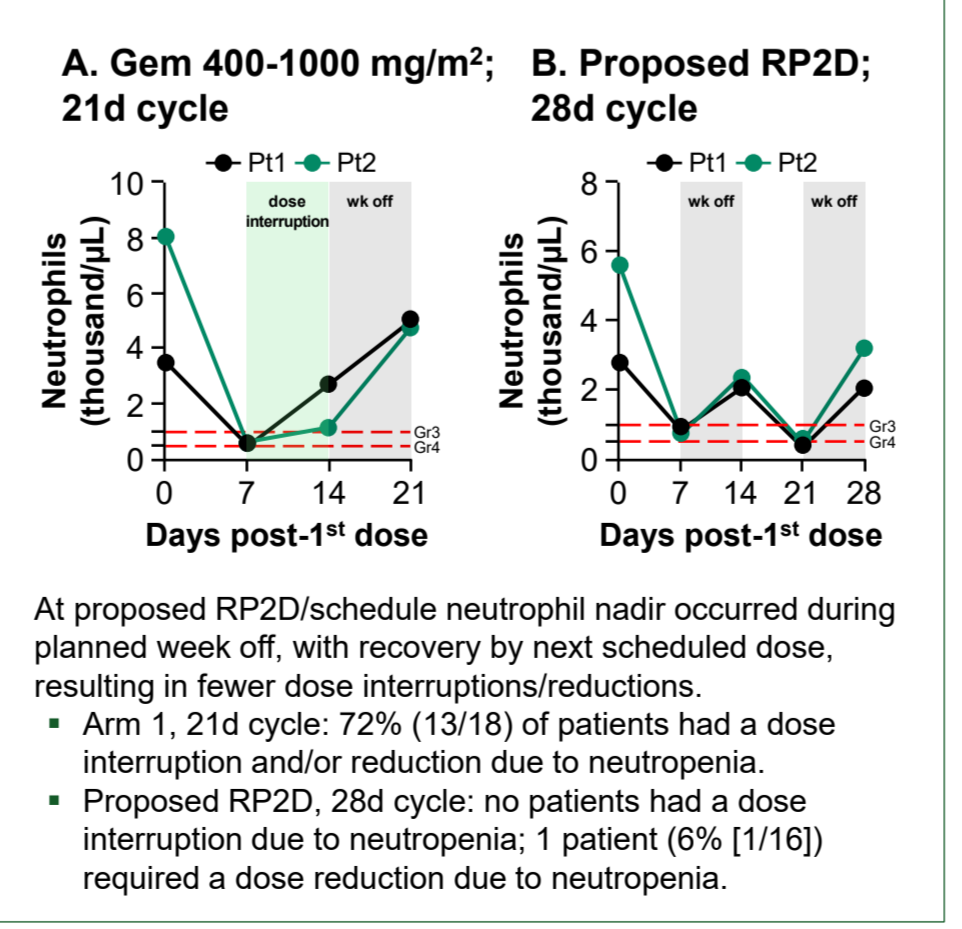 A. Gem 400-1000 mg/m²;
21d cycle
B. Proposed RP2D;
28d cycle
Pt1 Pt2
Neutrophils
(thousand/µL)
10
8
6
4
2
0
dose
interruption
wk off
Gr3
Gr4
0 7 14 21
Days post-1st dose
Pt1 Pt2
Neutrophils
(thousand/µL)
8
6
4
2
0
wk off
wk off
Gr3
Gr4
0 7 14 21 28
Days post-1st dose
At proposed RP2D/schedule neutrophil nadir occurred during
planned week off, with recovery by next scheduled dose,
resulting in fewer dose interruptions/reductions.
▪ Arm 1, 21d cycle: 72% (13/18) of patients had a dose
interruption and/or reduction due to neutropenia.
▪ Proposed RP2D, 28d cycle: no patients had a dose
interruption due to neutropenia; 1 patient (6% [1/16])
required a dose reduction due to neutropenia.